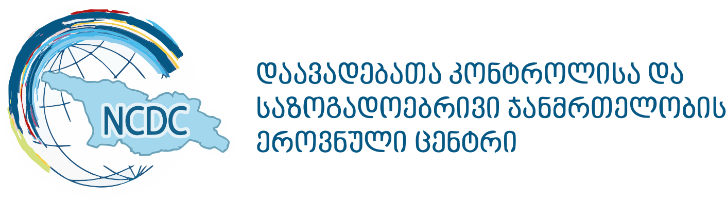 NCDC
დაავადებათა კონტროლისა და
საზოგადოებრივი ჯანმრთელობის
ეროვნული ცენტრი